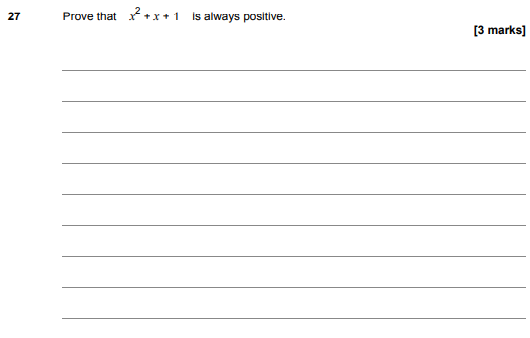 27 Prove that x² + x + 1 is always positive.
[3 marks]